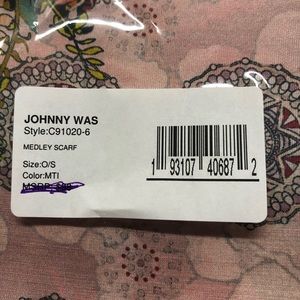 JOHNNY WAS
Style:C91020-6
MEDLEY SCARF
Size:O/S
Color:MTI
1 93107 40687 2